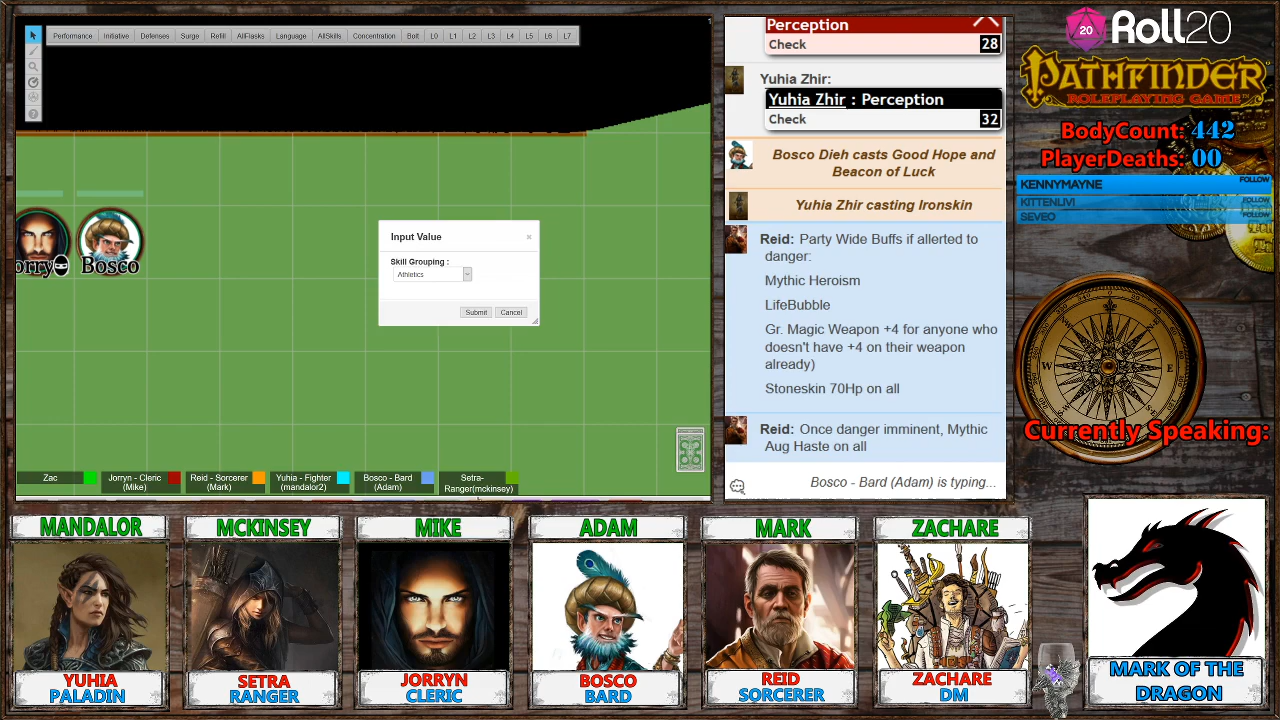 Performance Initiative Defenses Surge Refill AllFlasks Language AllSkills Concentration Bolt L0 L1 L2 L3 L4 L5 L6 L7
orry
Bosco
Input Value
Skill Grouping :
Athletics
Submit Cancel
Zac
Jorryn - Cleric
(Mike)
Reid - Sorcerer
(Mark)
Yuhia - Fighter
(mandalor2)
Bosco - Bard
(Adam)
Setra-
Ranger(mckinsey)
Perception
Check 28
Yuhia Zhir:
Yuhia Zhir : Perception
Check 32
Bosco Dieh casts Good Hope and
Beacon of Luck
Yuhia Zhir casting Ironskin
Reid: Party Wide Buffs if allerted to
danger:
Mythic Heroism
LifeBubble
Gr. Magic Weapon +4 for anyone who
doesn't have +4 on their weapon
already)
Stoneskin 70Hp on all
Reid: Once danger imminent, Mythic
Aug Haste on all
Bosco - Bard (Adam) is typing...
20
Roll20
PATHFINDER
ROLEPLAYING GAME
BodyCount: 442
PlayerDeaths: 00
KENNYMAYNE FOLLOW
KITTENLIVI FOLLOW
SEVEO FOLLOW
W
E
Currently Speaking:
MANDALOR
YUHIA
PALADIN
MCKINSEY
SETRA
RANGER
MIKE
JORRYN
CLERIC
ADAM
BOSCO
BARD
MARK
REID
SORCERER
ZACHARE
ZACHARE
DM
MARK OF THE
DRAGON